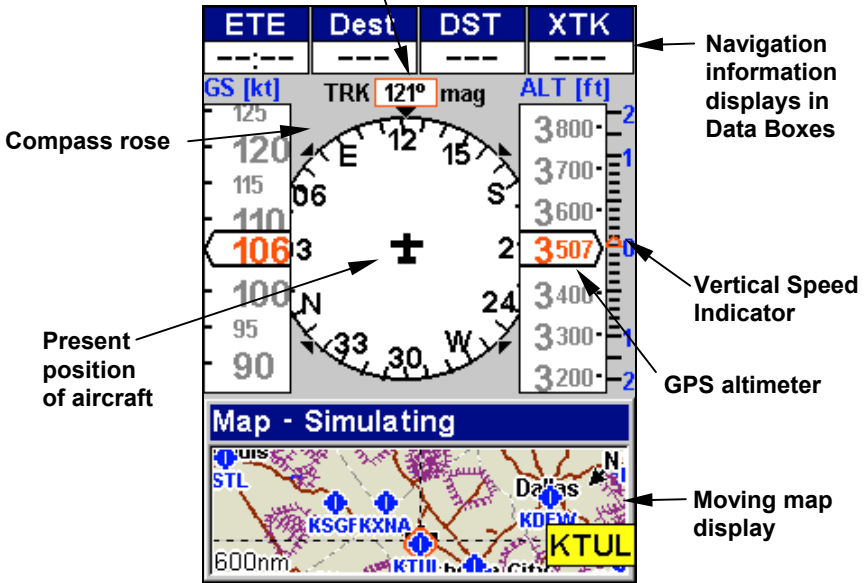 ETE Dest DST XTK
--:-- --- --- ---
Navigation
information
displays in
Data Boxes
GS [kt] TRK 121º mag ALT [ft]
Compass rose
125
120
115
110
106
100
95
90
12
15
S
2
24
W
30
33
N
3
06
E
3800
3700
3600
3507
3400
3300
3200
2
1
0
1
2
Vertical Speed
Indicator
GPS altimeter
Present
position
of aircraft
Map - Simulating
STL
KSGF
KXNA
Dallas
KDFW
N
KTUL
KTUL
City
600nm
Moving map
display